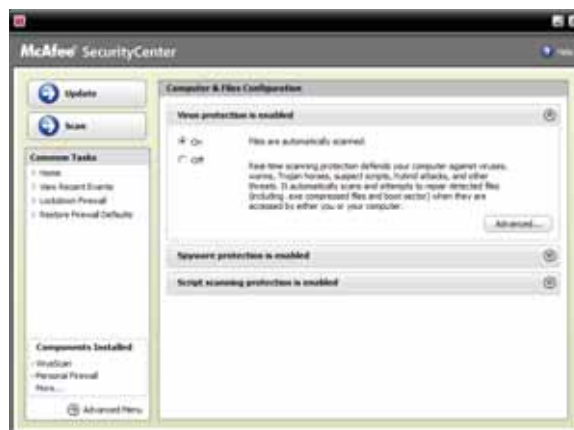 McAfee SecurityCenter
Help
Update
Scan
Common Tasks
Home
View Recent Events
Lockdown Firewall
Restore Firewall Defaults
Components Installed
VirusScan
Personal Firewall
More...
Advanced Menu
Computer & Files Configuration
Virus protection is enabled
On
Files are automatically scanned.
Off
Real-time scanning protection defends your computer against viruses,
worms, Trojan horses, suspect scripts, hybrid attacks, and other
threats. It automatically scans and attempts to repair detected files
(including .exe compressed files and boot sector) when they are
accessed by either you or your computer.
Advanced...
Spyware protection is enabled
Script scanning protection is enabled